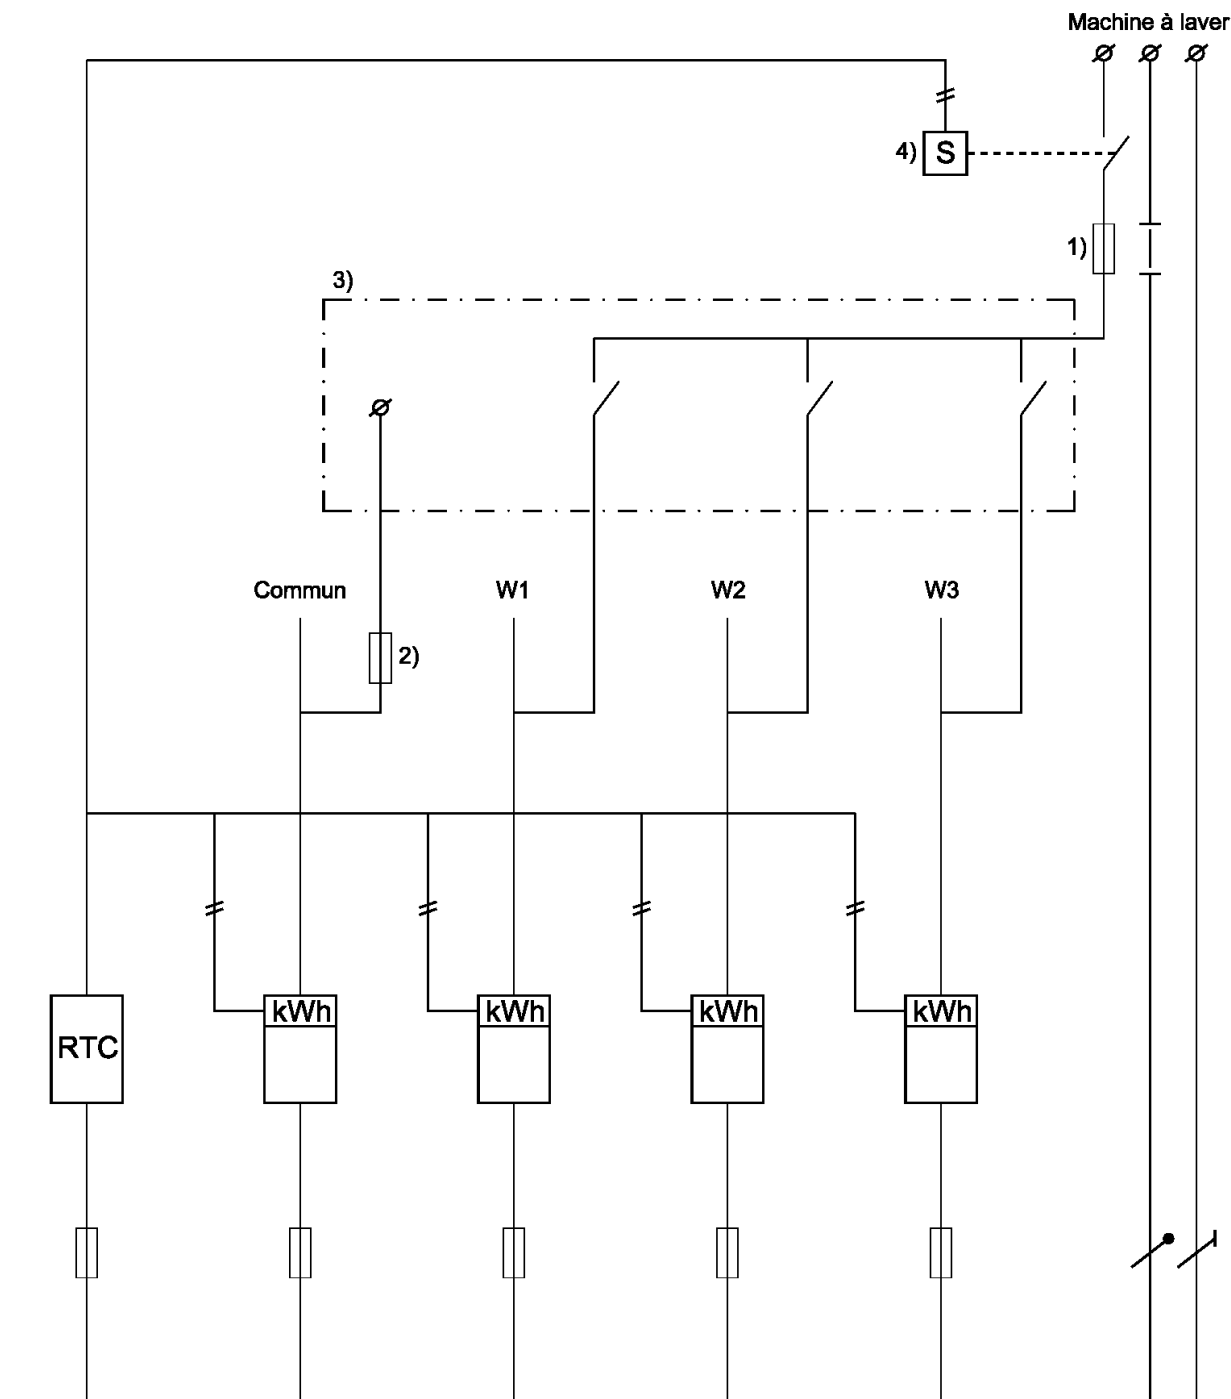 Machine à laver
4) S
1)
3)
Commun W1 W2 W3
2)
kWh kWh kWh kWh
RTC